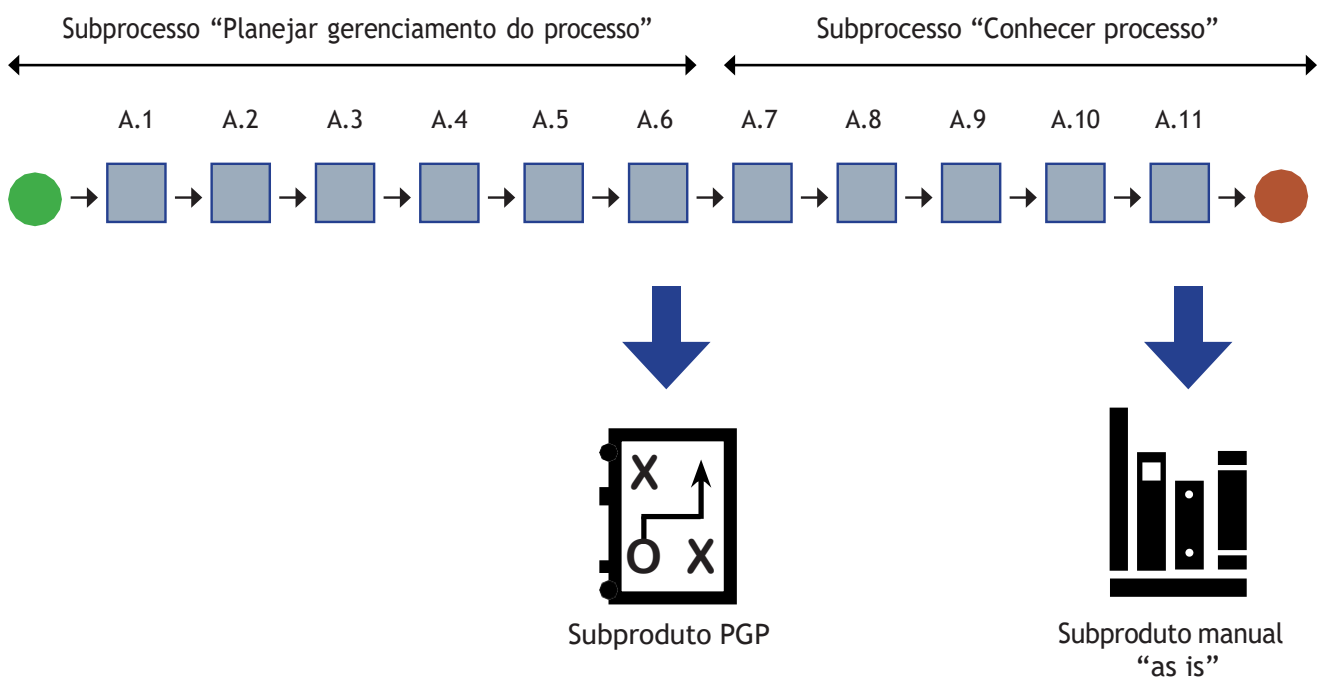 Subprocesso “Planejar gerenciamento do processo”
Subprocesso “Conhecer processo”
A.1
A.2
A.3
A.4
A.5
A.6
A.7
A.8
A.9
A.10
A.11
X
O
X
Subproduto PGP
Subproduto manual
“as is”